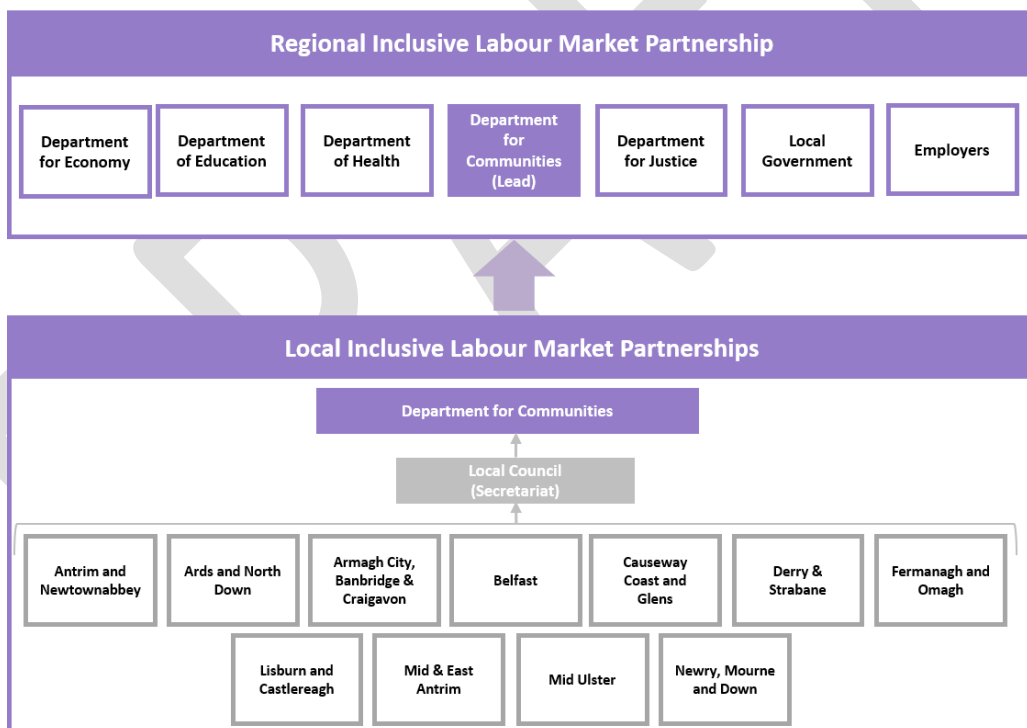 Regional Inclusive Labour Market Partnership
Department
for Economy
Department
of Education
Department
of Health
Department
for
Communities
(Lead)
Department
for Justice
Local
Government
Employers
Local Inclusive Labour Market Partnerships
Department for Communities
Local Council
(Secretariat)
Antrim and
Newtownabbey
Ards and North
Down
Armagh City,
Banbridge &
Craigavon
Belfast
Causeway
Coast and
Glens
Derry &
Strabane
Fermanagh and
Omagh
Lisburn and
Castlereagh
Mid & East
Antrim
Mid Ulster
Newry, Mourne
and Down